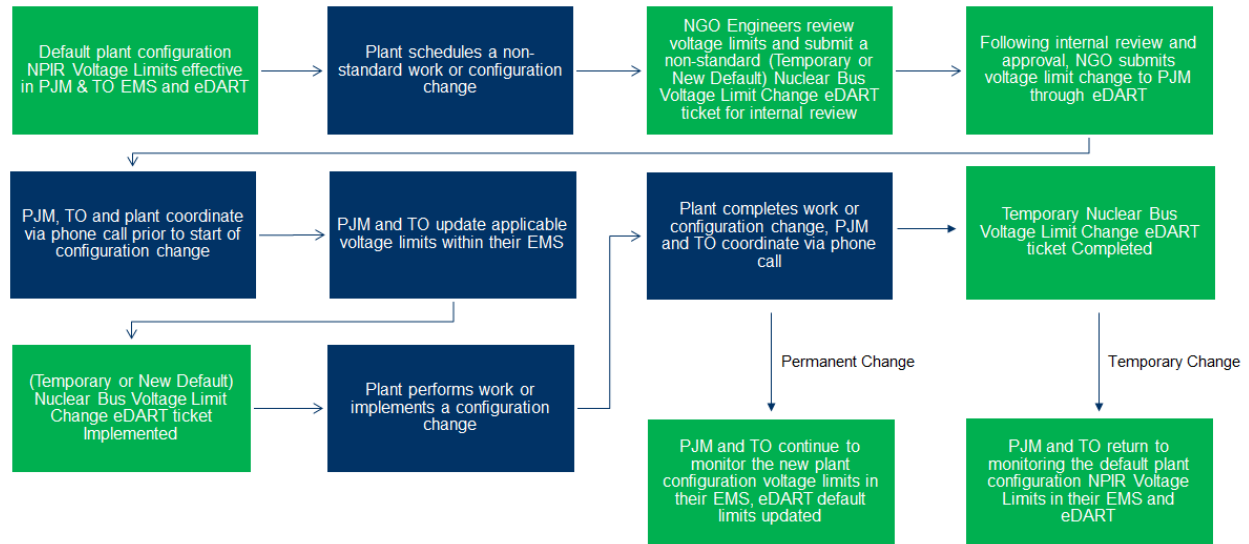 Default plant configuration
NPIR Voltage Limits effective
in PJM & TO EMS and eDART
Plant schedules a non-
standard work or configuration
change
NGO Engineers review
voltage limits and submit a
non-standard (Temporary or
New Default) Nuclear Bus
Voltage Limit Change eDART
ticket for internal review
Following internal review and
approval, NGO submits
voltage limit change to PJM
through eDART
PJM, TO and plant coordinate
via phone call prior to start of
configuration change
PJM and TO update applicable
voltage limits within their EMS
Plant completes work or
configuration change, PJM
and TO coordinate via phone
call
Temporary Nuclear Bus
Voltage Limit Change eDART
ticket Completed
(Temporary or New Default)
Nuclear Bus Voltage Limit
Change eDART ticket
Implemented
Plant performs work or
implements a configuration
change
Permanent Change
Temporary Change
PJM and TO continue to
monitor the new plant
configuration voltage limits in
their EMS, eDART default
limits updated
PJM and TO return to
monitoring the default plant
configuration NPIR Voltage
Limits in their EMS and
eDART